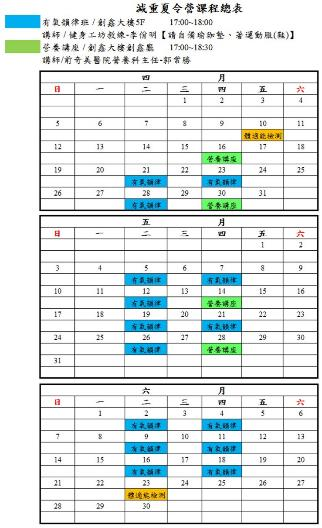 減重夏令營課程總表
有氧韻律班 / 創鑫大樓5F 17:00~18:00
講師 / 健身工坊教練-李 明【請自備瑜珈墊、著運動服(鞋)】
營養講座 / 創鑫大樓創鑫廳 17:00~18:30
講師/前奇美醫院營養科主任-郭常勝
四 月
日 一 二 三 四 五 六
1 2 3 4
5 6 7 8 9 10 11
體適能檢測
12 13 14 15 16 17 18
營養講座
19 20 21 22 23 24 25
有氧韻律 有氧韻律
26 27 28 29 30 31
有氧韻律 營養講座
五 月
日 一 二 三 四 五 六
1 2
3 4 5 6 7 8 9
有氧韻律 有氧韻律
10 11 12 13 14 15 16
有氧韻律 營養講座
17 18 19 20 21 22 23
有氧韻律 有氧韻律
24 25 26 27 28 29 30
有氧韻律 營養講座
31
六 月
日 一 二 三 四 五 六
1 2 3 4 5 6
有氧韻律 有氧韻律
7 8 9 10 11 12 13
有氧韻律 有氧韻律
14 15 16 17 18 19 20
有氧韻律 有氧韻律
21 22 23 24 25 26 27
體適能檢測
28 29 30